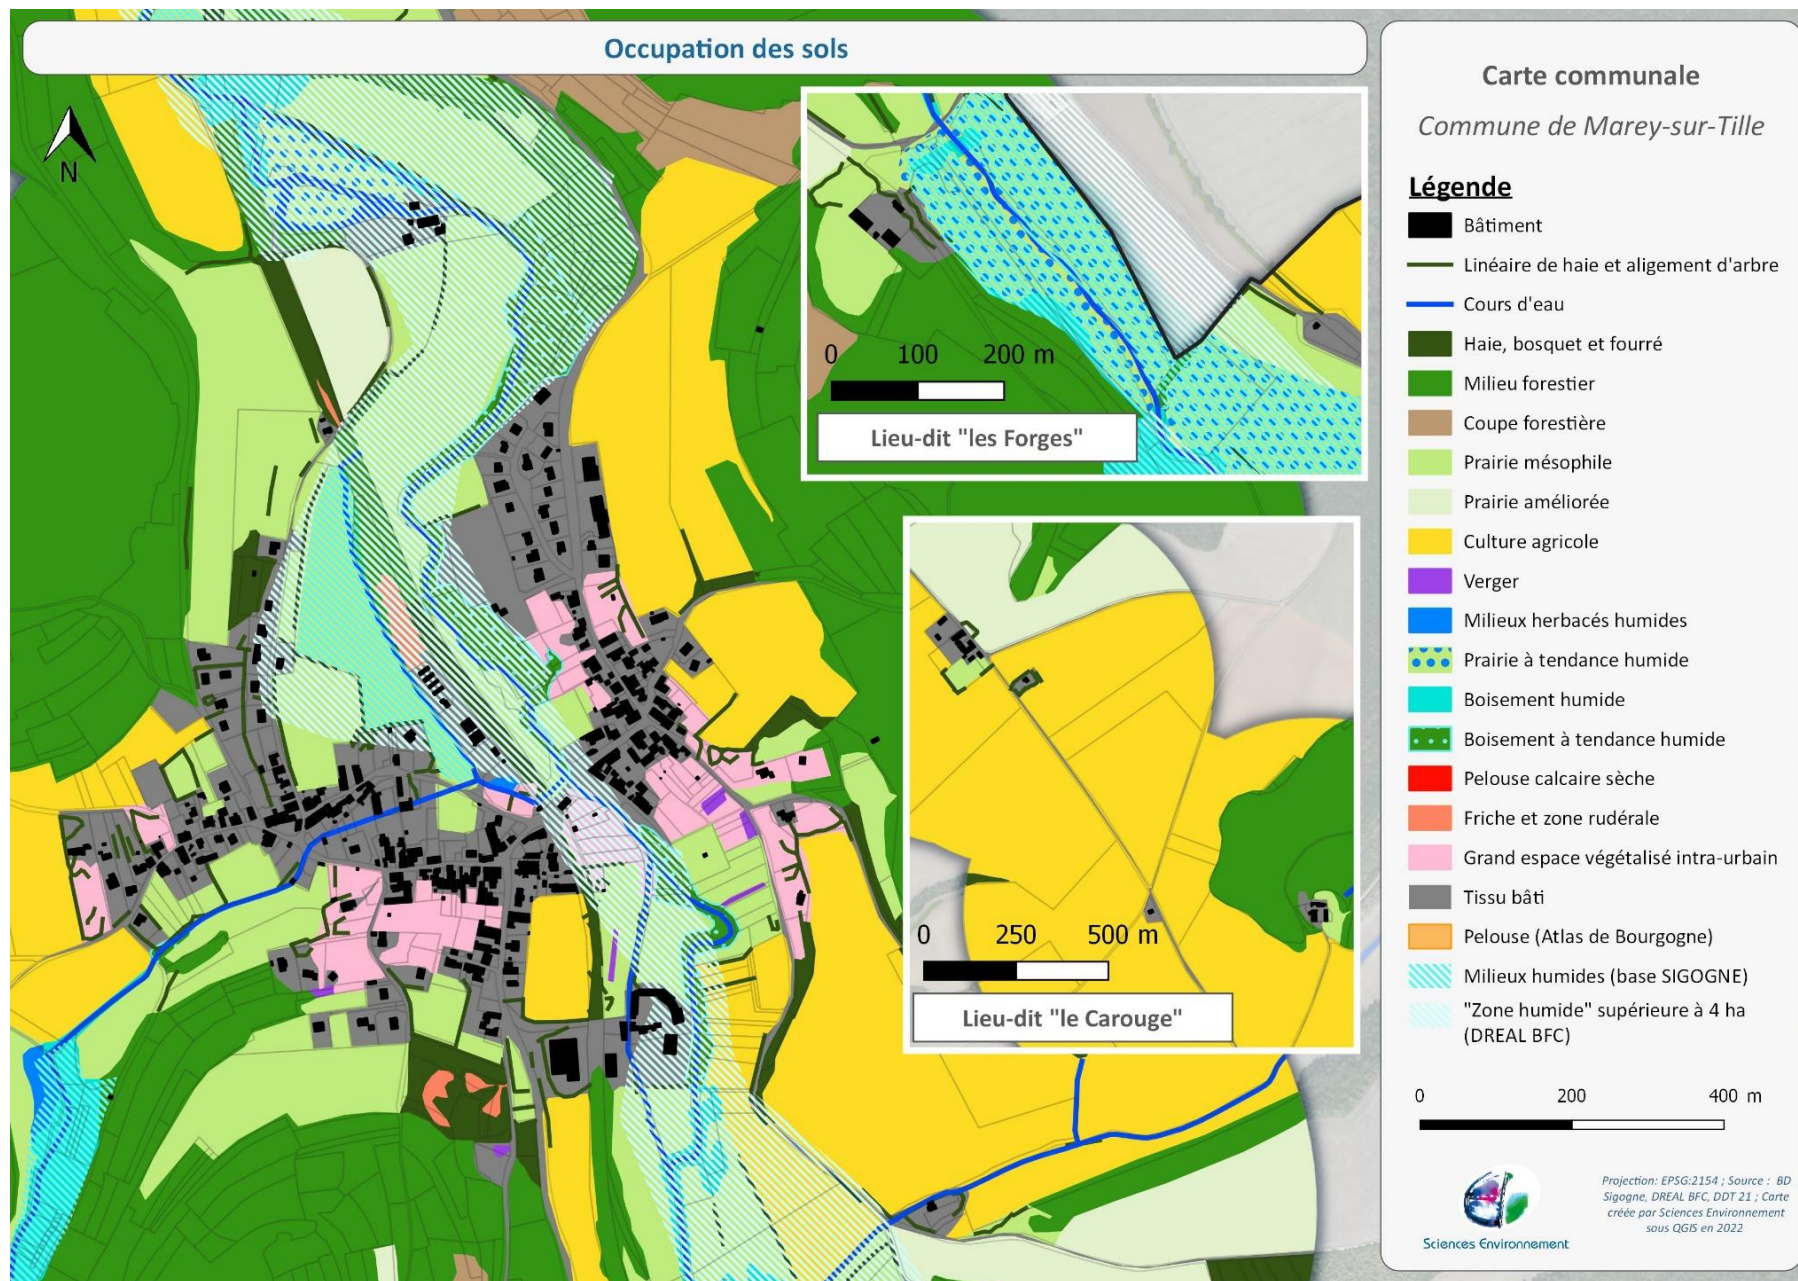 Occupation des sols
N
0 100 200 m
Lieu-dit "les Forges"
0 250 500 m
Lieu-dit "le Carouge"
Carte communale
Commune de Marey-sur-Tille
Légende
Bâtiment
Linéaire de haie et aligement d'arbre
Cours d'eau
Haie, bosquet et fourré
Milieu forestier
Coupe forestière
Prairie mésophile
Prairie améliorée
Culture agricole
Verger
Milieux herbacés humides
Prairie à tendance humide
Boisement humide
Boisement à tendance humide
Pelouse calcaire sèche
Friche et zone rudérale
Grand espace végétalisé intra-urbain
Tissu bâti
Pelouse (Atlas de Bourgogne)
Milieux humides (base SIGOGNE)
"Zone humide" supérieure à 4 ha
(DREAL BFC)
0 200 400 m
Sciences Environnement
Projection: EPSG:2154 ; Source : BD
Sigogne, DREAL BFC, DDT 21 ; Carte
créée par Sciences Environnement
sous QGIS en 2022